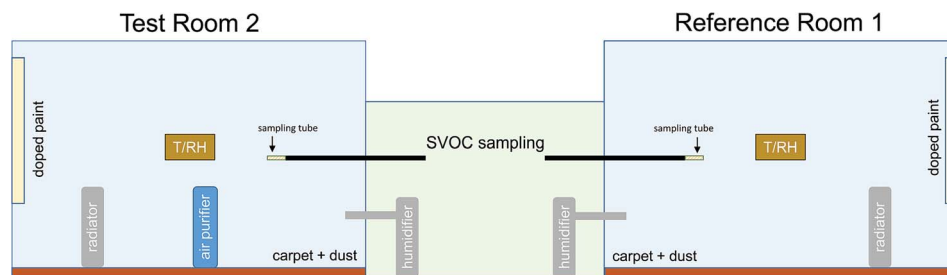 Test Room 2
Reference Room 1
doped paint
T/RH
sampling tube
SVOC sampling
sampling tube
T/RH
doped paint
radiator
air purifier
humidifier
humidifier
radiator
carpet + dust
carpet + dust